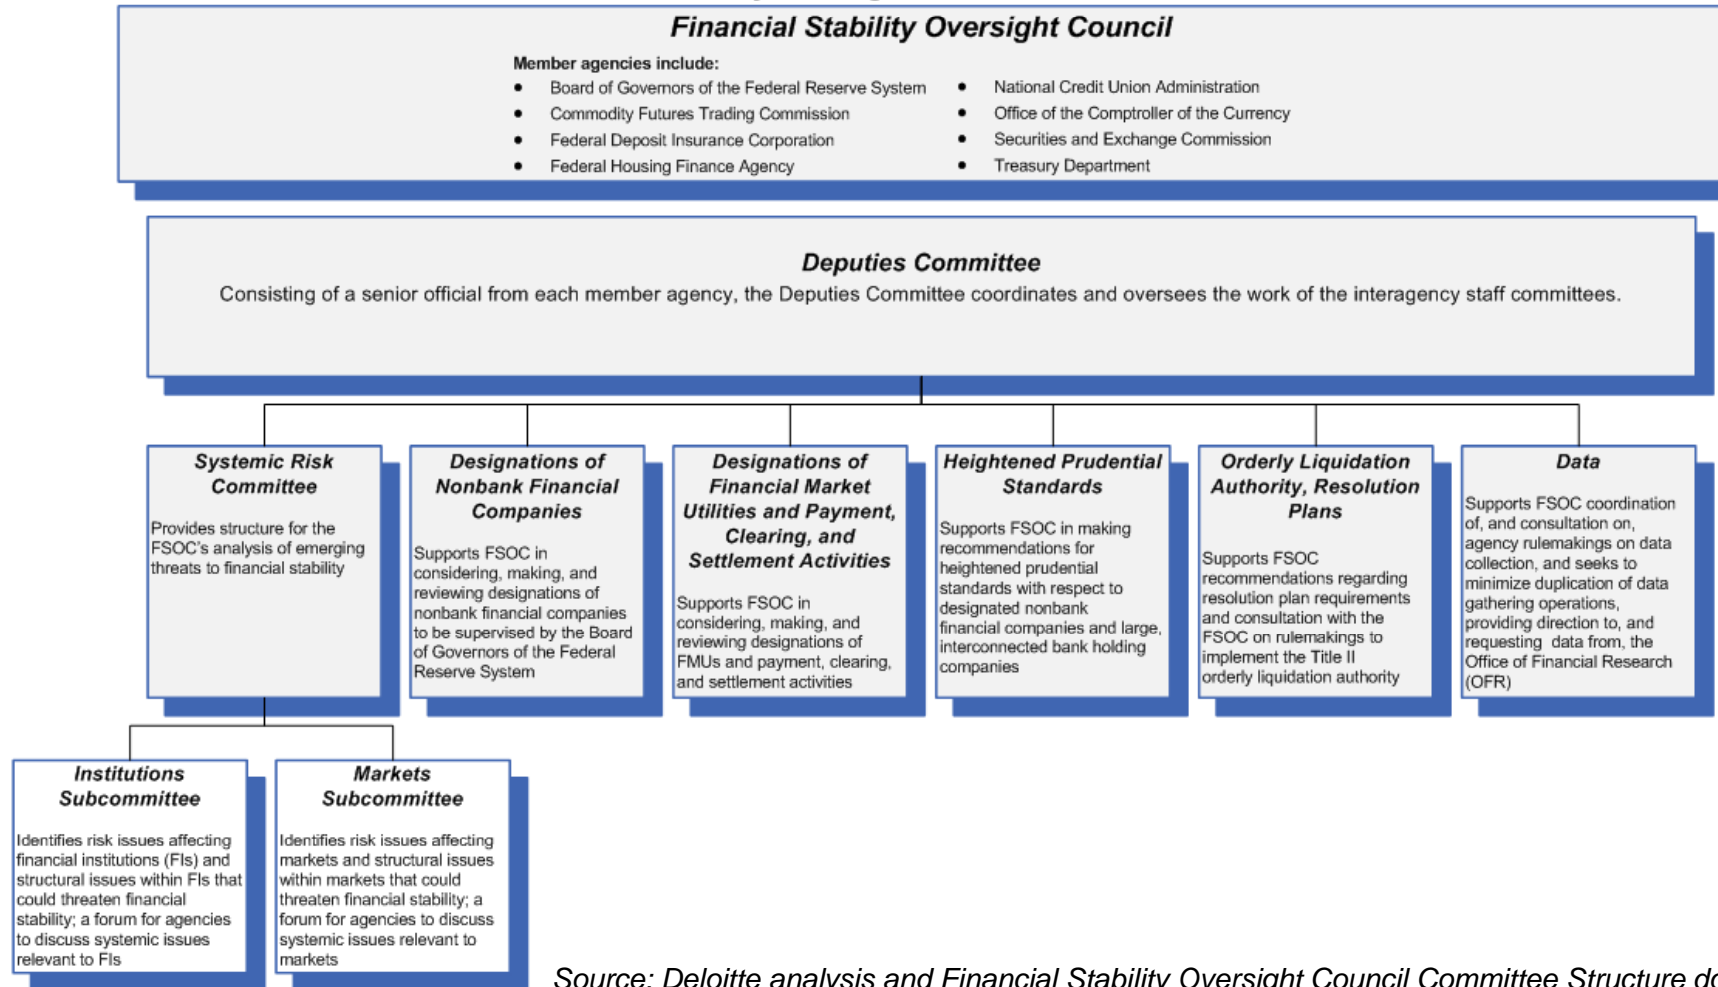 Financial Stability Oversight Council
Member agencies include:
• Board of Governors of the Federal Reserve System
• Commodity Futures Trading Commission
• Federal Deposit Insurance Corporation
• Federal Housing Finance Agency
• National Credit Union Administration
• Office of the Comptroller of the Currency
• Securities and Exchange Commission
• Treasury Department
Deputies Committee
Consisting of a senior official from each member agency, the Deputies Committee coordinates and oversees the work of the interagency staff committees.
Systemic Risk
Committee
Provides structure for the
FSOC's analysis of emerging
threats to financial stability
Designations of
Nonbank Financial
Companies
Supports FSOC in
considering, making, and
reviewing designations of
nonbank financial companies
to be supervised by the Board
of Governors of the Federal
Reserve System
Designations of
Financial Market
Utilities and Payment,
Clearing, and
Settlement Activities
Supports FSOC in
considering, making, and
reviewing designations of
FMUs and payment, clearing,
and settlement activities
Heightened Prudential
Standards
Supports FSOC in making
recommendations for
heightened prudential
standards with respect to
designated nonbank
financial companies and large,
interconnected bank holding
companies
Orderly Liquidation
Authority, Resolution
Plans
Supports FSOC
recommendations regarding
resolution plan requirements
and consultation with the
FSOC on rulemakings to
implement the Title II
orderly liquidation authority
Data
Supports FSOC coordination
of, and consultation on,
agency rulemakings on data
collection, and seeks to
minimize duplication of data
gathering operations,
providing direction to, and
requesting data from, the
Office of Financial Research
(OFR)
Institutions
Subcommittee
Identifies risk issues affecting
financial institutions (FIs) and
structural issues within FIs that
could threaten financial
stability; a forum for agencies
to discuss systemic issues
relevant to FIs
Markets
Subcommittee
Identifies risk issues affecting
markets and structural issues
within markets that could
threaten financial stability; a
forum for agencies to discuss
systemic issues relevant to
markets
Source: Deloitte analysis and Financial Stability Oversight Council Committee Structure